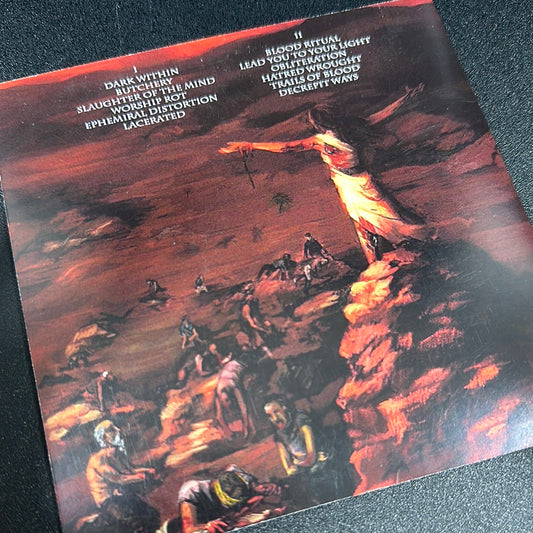 I
DARK WITHIN
BUTCHERY
SLAUGHTER OF THE MIND
WORSHIP ROT
EPHEMIRAL DISTORTION
LACERATED
II
BLOOD RITUAL
LEAD YOU TO YOUR LIGHT
OBLITERATION
HATRED WROUGHT
TRAILS OF BLOOD
DECREPIT WAYS